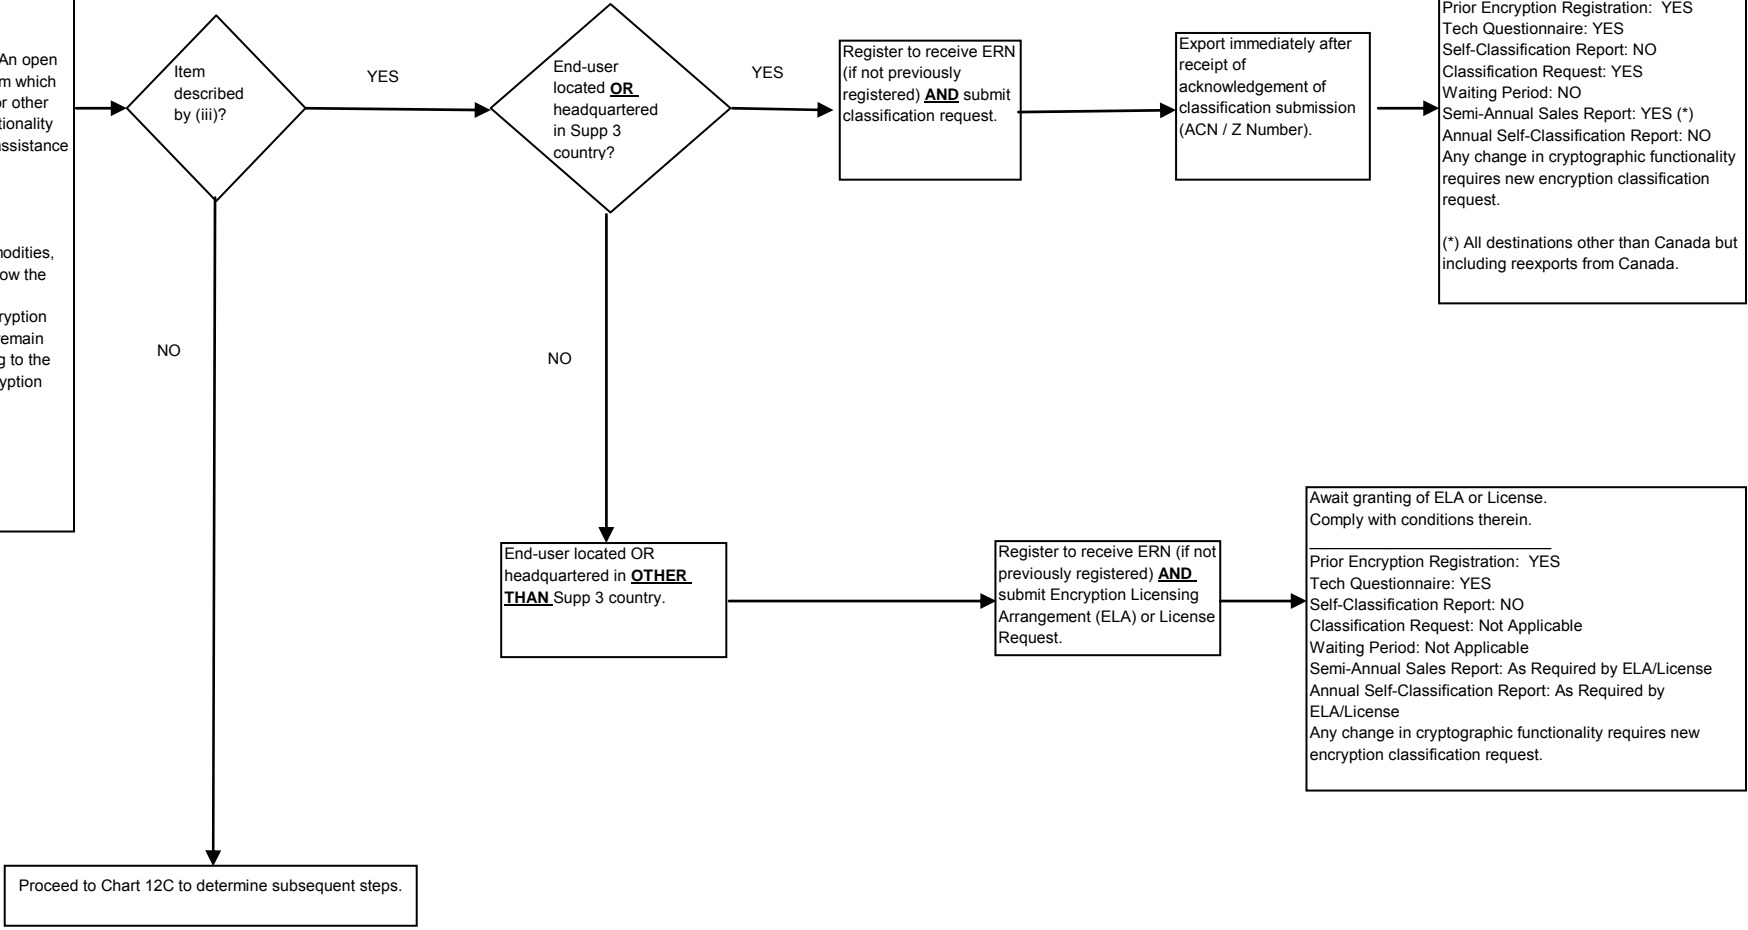 An open
m which
or other
tionality
assistance
modities,
ow the
ryption
remain
g to the
yption
Item
described
by (iii)?
YES
NO
End-user
located OR
headquartered
in Supp 3
country?
YES
NO
Register to receive ERN
(if not previously
registered) AND submit
classification request.
Export immediately after
receipt of
acknowledgement of
classification submission
(ACN / Z Number).
Prior Encryption Registration: YES
Tech Questionnaire: YES
Self-Classification Report: NO
Classification Request: YES
Waiting Period: NO
Semi-Annual Sales Report: YES (*)
Annual Self-Classification Report: NO
Any change in cryptographic functionality
requires new encryption classification
request.
(*) All destinations other than Canada but
including reexports from Canada.
End-user located OR
headquartered in OTHER
THAN Supp 3 country.
Register to receive ERN (if not
previously registered) AND
submit Encryption Licensing
Arrangement (ELA) or License
Request.
Await granting of ELA or License.
Comply with conditions therein.
Prior Encryption Registration: YES
Tech Questionnaire: YES
Self-Classification Report: NO
Classification Request: Not Applicable
Waiting Period: Not Applicable
Semi-Annual Sales Report: As Required by ELA/License
Annual Self-Classification Report: As Required by
ELA/License
Any change in cryptographic functionality requires new
encryption classification request.
Proceed to Chart 12C to determine subsequent steps.